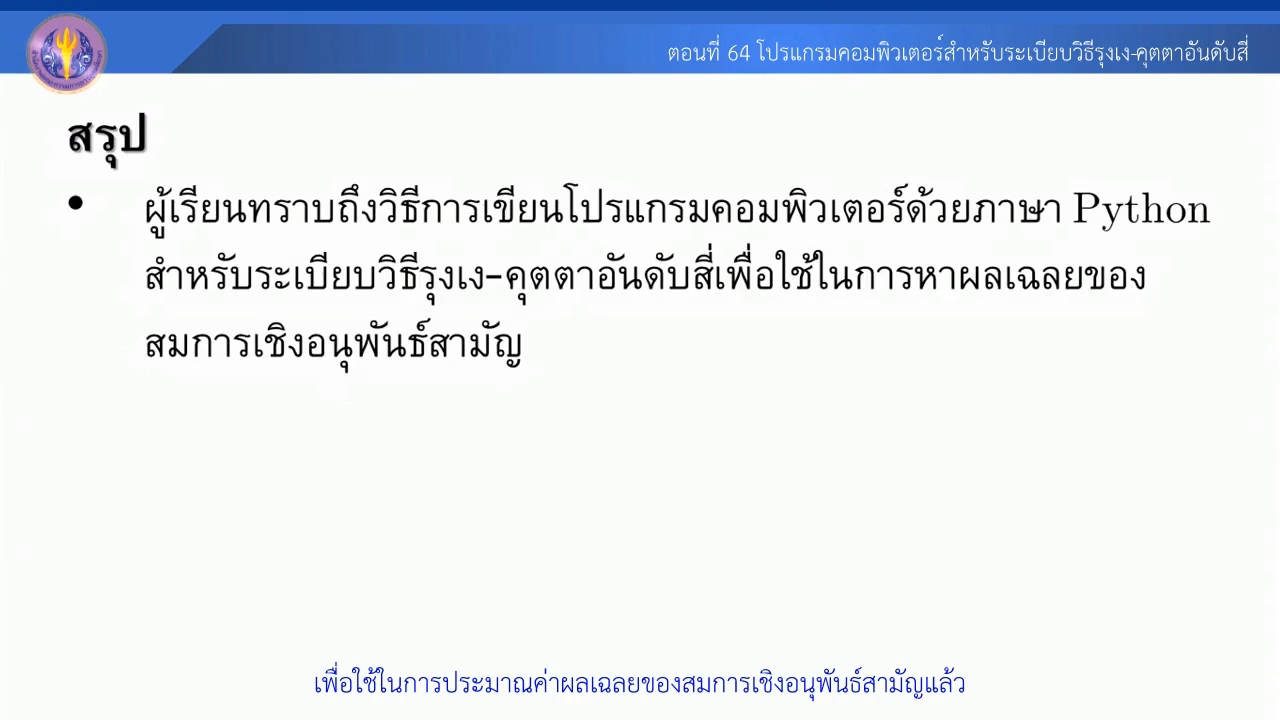 ตอนที่ 64 โปรแกรมคอมพิวเตอร์สำหรับระเบียบวิธีรุงเง-คุตตาอันดับสี่
สรุป
• ผู้เรียนทราบถึงวิธีการเขียนโปรแกรมคอมพิวเตอร์ด้วยภาษา Python
สำหรับระเบียบวิธีรุงเง-คุตตาอันดับสี่เพื่อใช้ในการหาผลเฉลยของ
สมการเชิงอนุพันธ์สามัญ
เพื่อใช้ในการประมาณค่าผลเฉลยของสมการเชิงอนุพันธ์สามัญแล้ว